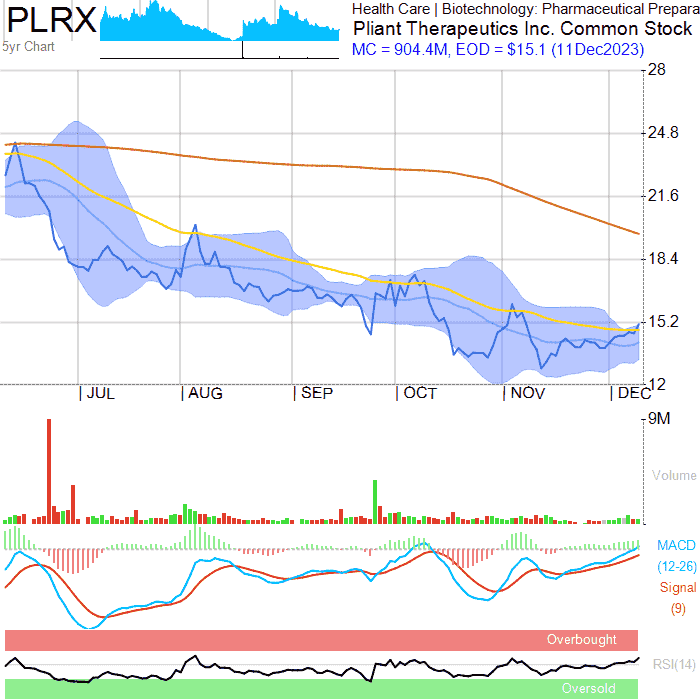 PLRX
5yr Chart
Health Care | Biotechnology: Pharmaceutical Prepara
Pliant Therapeutics Inc. Common Stock
MC = 904.4M, EOD = $15.1 (11Dec2023)
28
24.8
21.6
18.4
15.2
12
JUL AUG SEP OCT NOV DEC
9M
Volume
MACD
(12-26)
Signal
(9)
Overbought
RSI(14)
Oversold